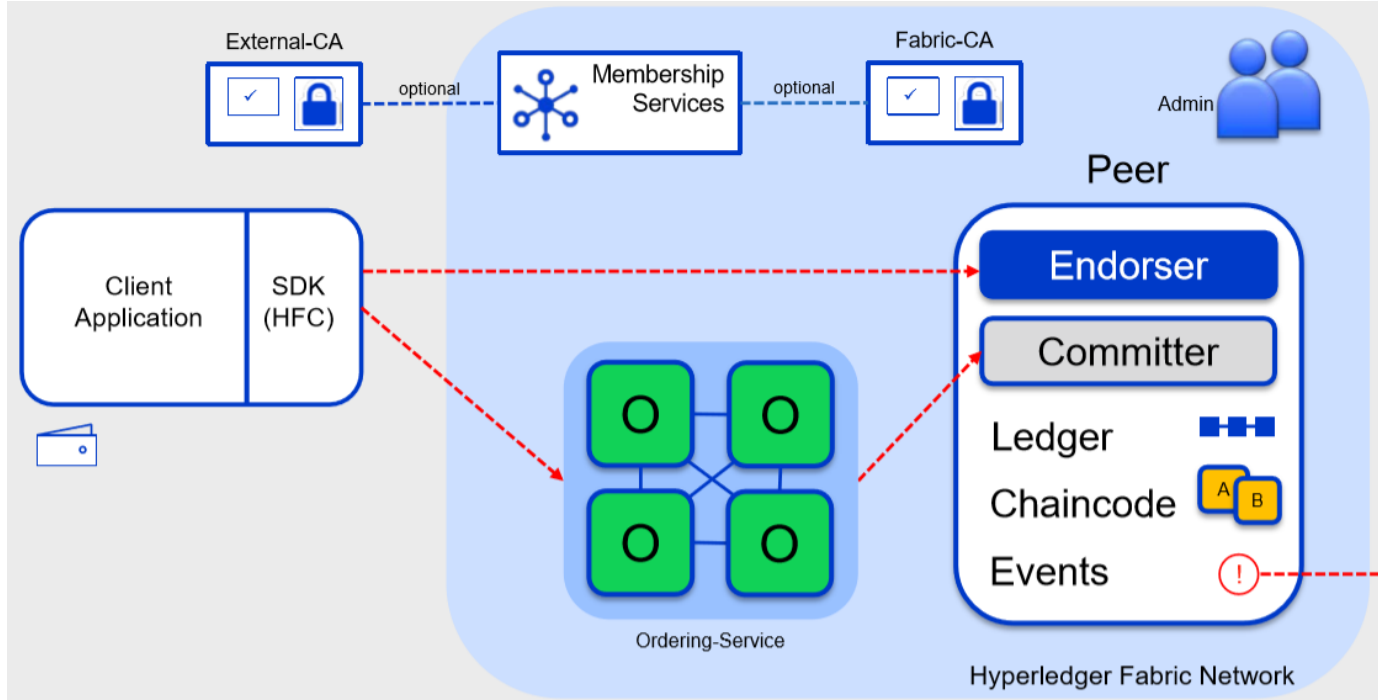 External-CA
Fabric-CA
optional
Membership
Services
optional
Admin
Peer
Client
Application
SDK
(HFC)
Endorser
Committer
O O
O O
Ledger
Chaincode
A
B
Events
!
Ordering-Service
Hyperledger Fabric Network